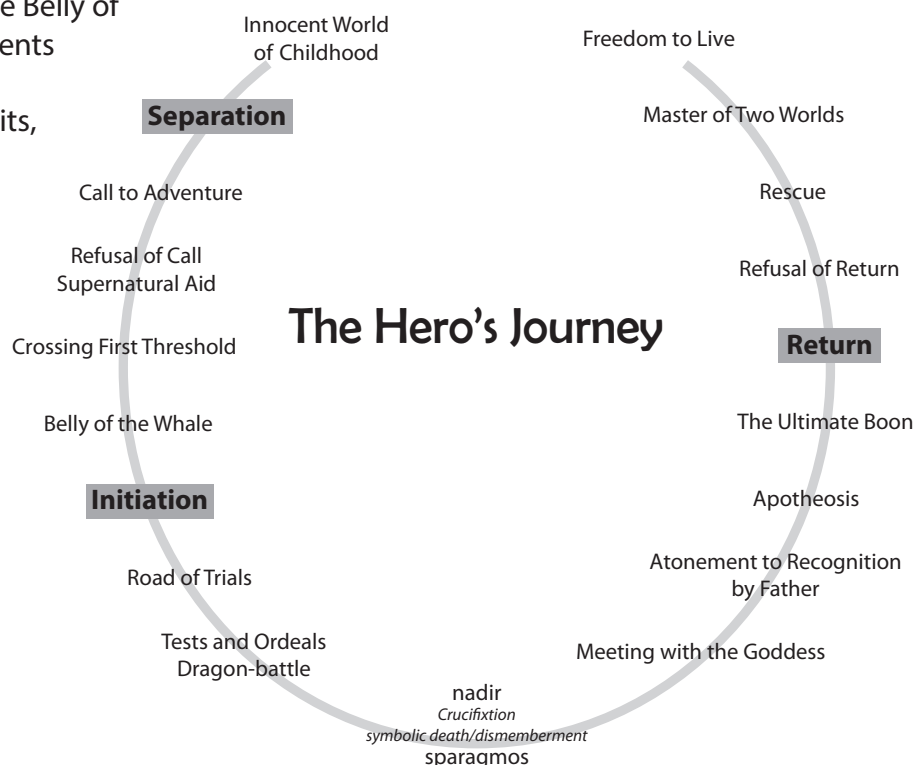 e Belly of
ents
its,
Innocent World
of Childhood
Separation
Call to Adventure
Refusal of Call
Supernatural Aid
Crossing First Threshold
Belly of the Whale
Initiation
Road of Trials
Tests and Ordeals
Dragon-battle
nadir
Crucifixtion
symbolic death/dismemberment
sparagmos
The Hero's Journey
Freedom to Live
Master of Two Worlds
Rescue
Refusal of Return
Return
The Ultimate Boon
Apotheosis
Atonement to Recognition
by Father
Meeting with the Goddess